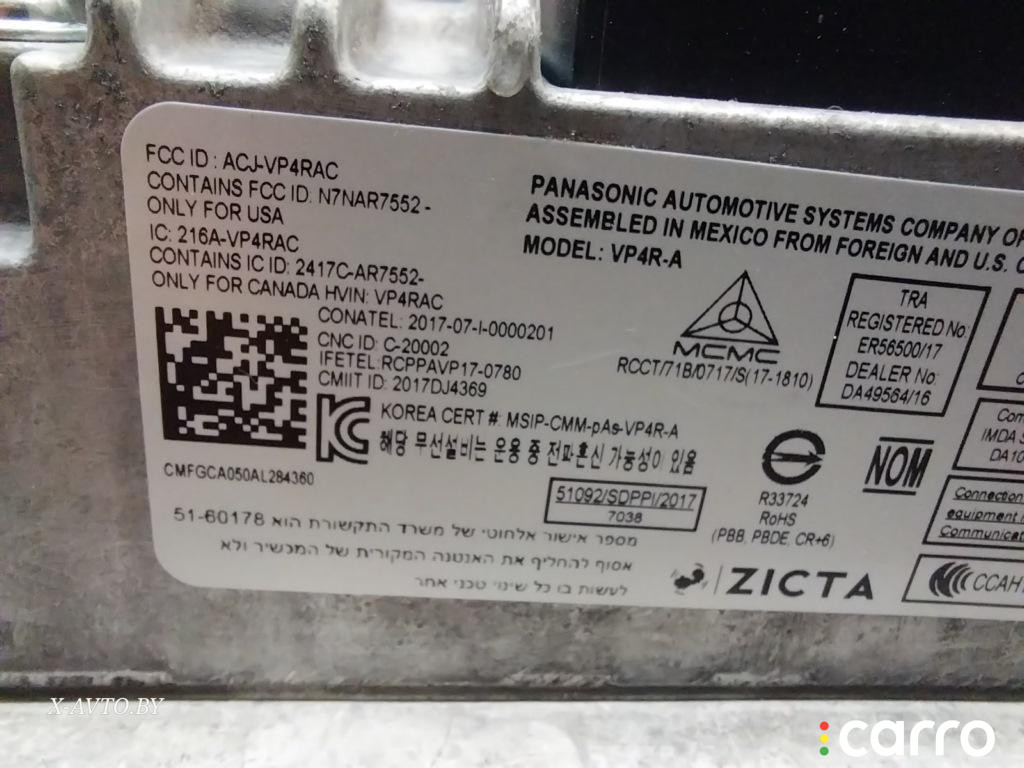 FCC ID : ACJ-VP4RAC
CONTAINS FCC ID: N7NAR7552 -
ONLY FOR USA
IC: 216A-VP4RAC
CONTAINS IC ID: 2417C-AR7552-
ONLY FOR CANADA HVIN: VP4RAC
CONATEL: 2017-07-I-0000201
CNC ID: C-20002
IFETEL:RCPPAVP17-0780
CMIIT ID: 2017DJ4369
KOREA CERT #: MSIP-CMM-pAs-VP4R-A
해당 무선설비는 운용 중 전파혼신 가능성이 있음
CMFGCA050AL284360
PANASONIC AUTOMOTIVE SYSTEMS COMPANY
ASSEMBLED IN MEXICO FROM FOREIGN AND U.S.
MODEL: VP4R-A
MCMC
RCCT/71B/0717/S(17-1810)
TRA
REGISTERED No:
ER56500/17
DEALER No:
DA49564/16
51092/SDPPI/2017
7038
R33724
RoHS
(PBB, PBDE, CR+6)
NOM
IMDA
DA10
Connection
equipment
CCAH
מספר אישור אלחוטי של משרד התקשורת הוא 51-60178
אסוף להחליף את האנטנה המקורית של המכשיר ולא
לעשות בו כל שינוי טכני אחר
ZICTA
X-AVTO.BY
carro